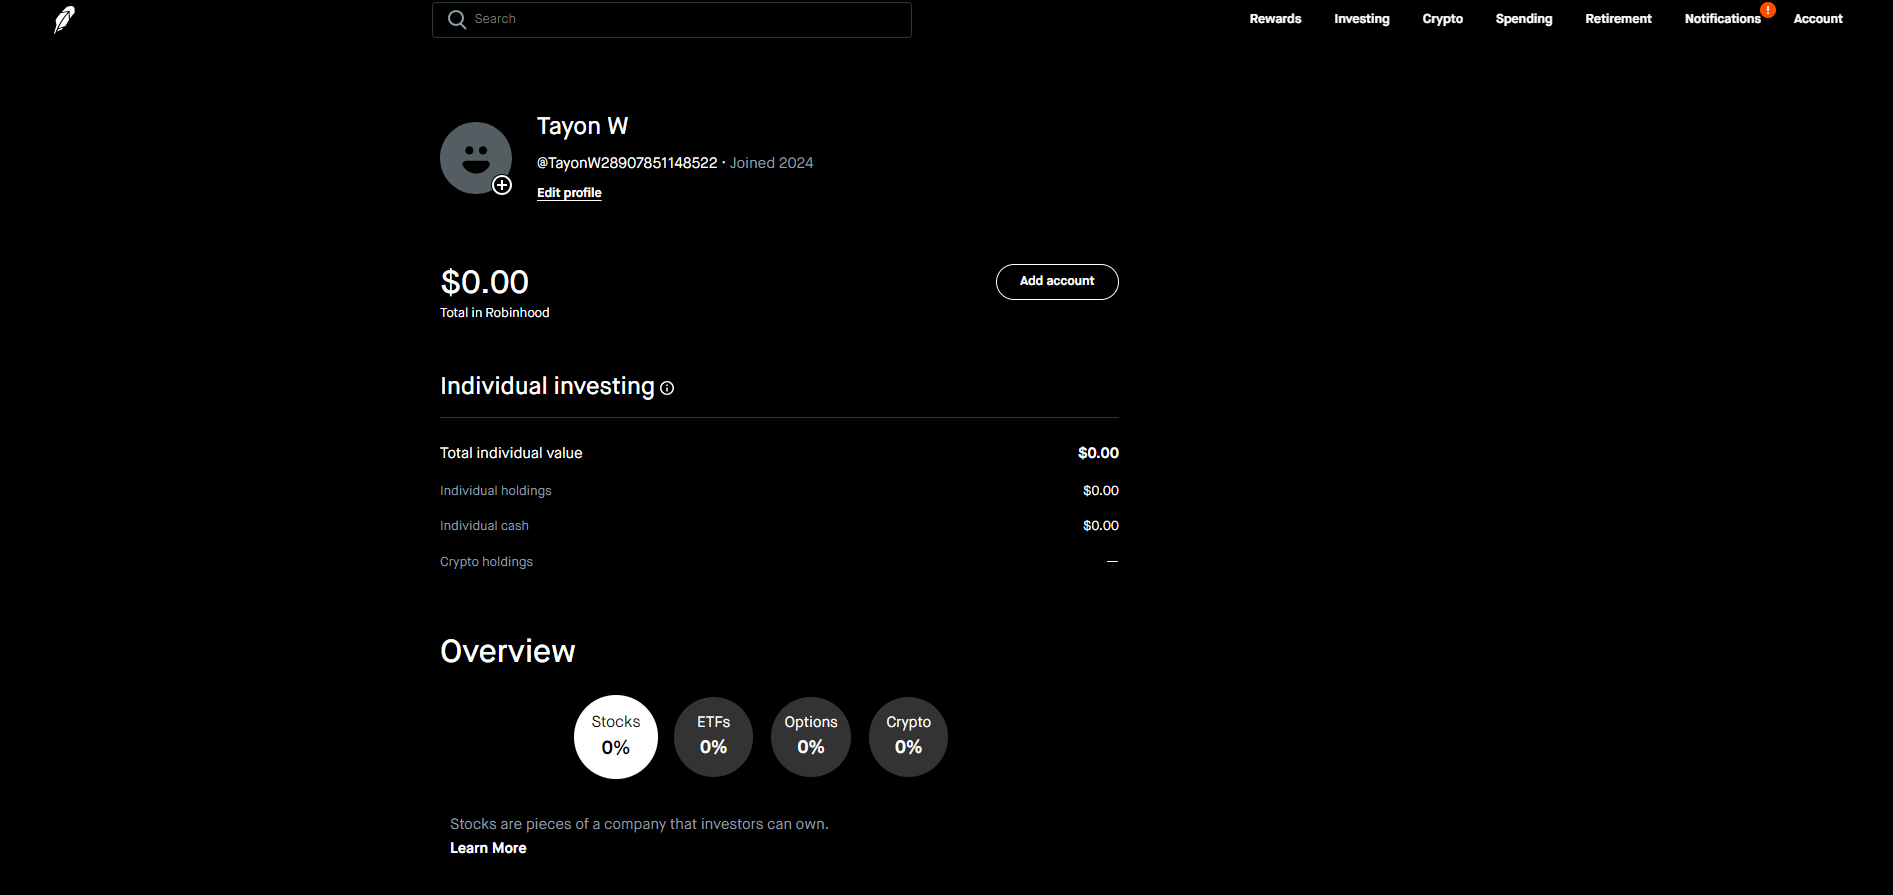 Search
Rewards Investing Crypto Spending Retirement Notifications ! Account
Tayon W
@TayonW28907851148522 · Joined 2024
Edit profile
$0.00
Add account
Total in Robinhood
Individual investing
Total individual value $0.00
Individual holdings $0.00
Individual cash $0.00
Crypto holdings —
Overview
Stocks ETFs Options Crypto
0% 0% 0% 0%
Stocks are pieces of a company that investors can own.
Learn More